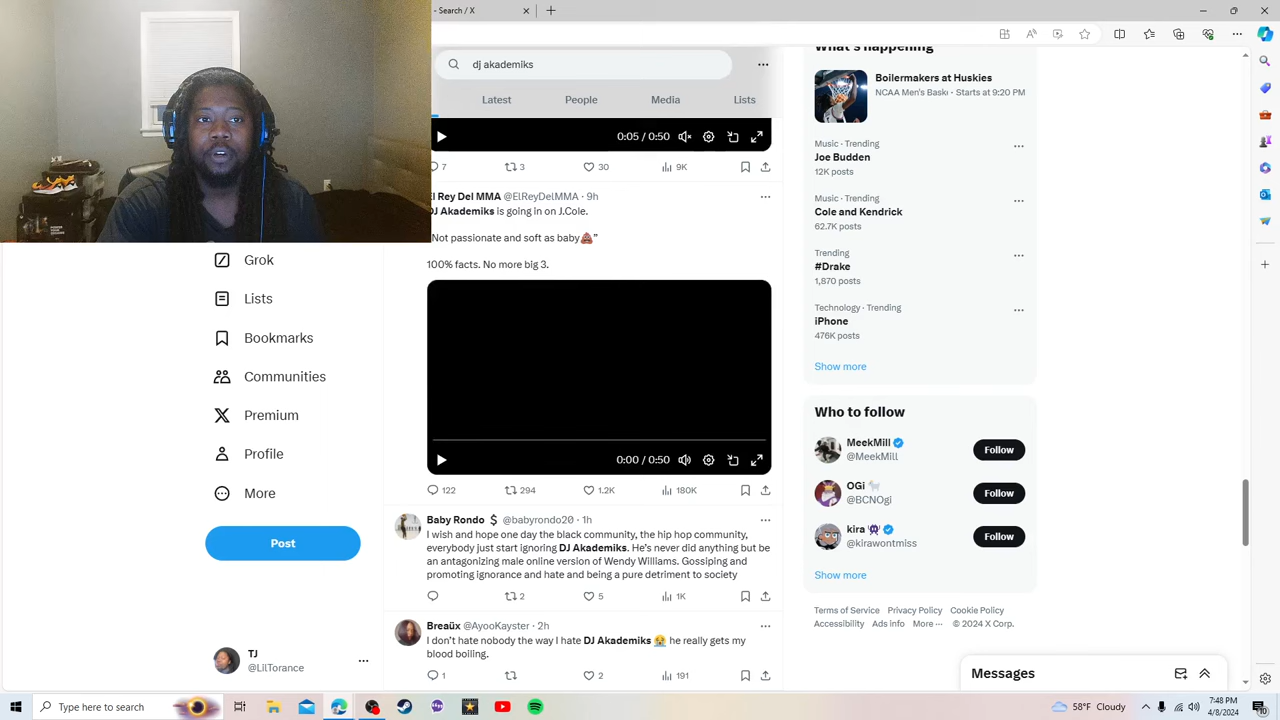 - Search / X
dj akademiks
Latest People Media Lists
0:05 / 0:50
7 3 30 9K
El Rey Del MMA @ElReyDelMMA · 9h
DJ Akademiks is going in on J.Cole.
"Not passionate and soft as baby💩"
100% facts. No more big 3.
0:00 / 0:50
122 294 1.2K 180K
Baby Rondo $ @babyrondo20 · 1h
I wish and hope one day the black community, the hip hop community,
everybody just start ignoring DJ Akademiks. He's never did anything but be
an antagonizing male online version of Wendy Williams. Gossiping and
promoting ignorance and hate and being a pure detriment to society
2 5 1K
Breaüx @AyooKayster · 2h
I don't hate nobody the way I hate DJ Akademiks 😭 he really gets my
blood boiling.
1 2 191
Grok
Lists
Bookmarks
Communities
Premium
Profile
More
Post
TJ
@LilTorance
What's happening
Boilermakers at Huskies
NCAA Men's Bask · Starts at 9:20 PM
Music · Trending
Joe Budden
12K posts
Music · Trending
Cole and Kendrick
62.7K posts
Trending
#Drake
1,870 posts
Technology · Trending
iPhone
476K posts
Show more
Who to follow
MeekMill
@MeekMill
Follow
OGi 🐐
@BCNOgi
Follow
kira 👾
@kirawontmiss
Follow
Show more
Terms of Service Privacy Policy Cookie Policy
Accessibility Ads info More ··· © 2024 X Corp.
Messages
Type here to search
58°F Cloudy
7:48 PM
4/8/2024